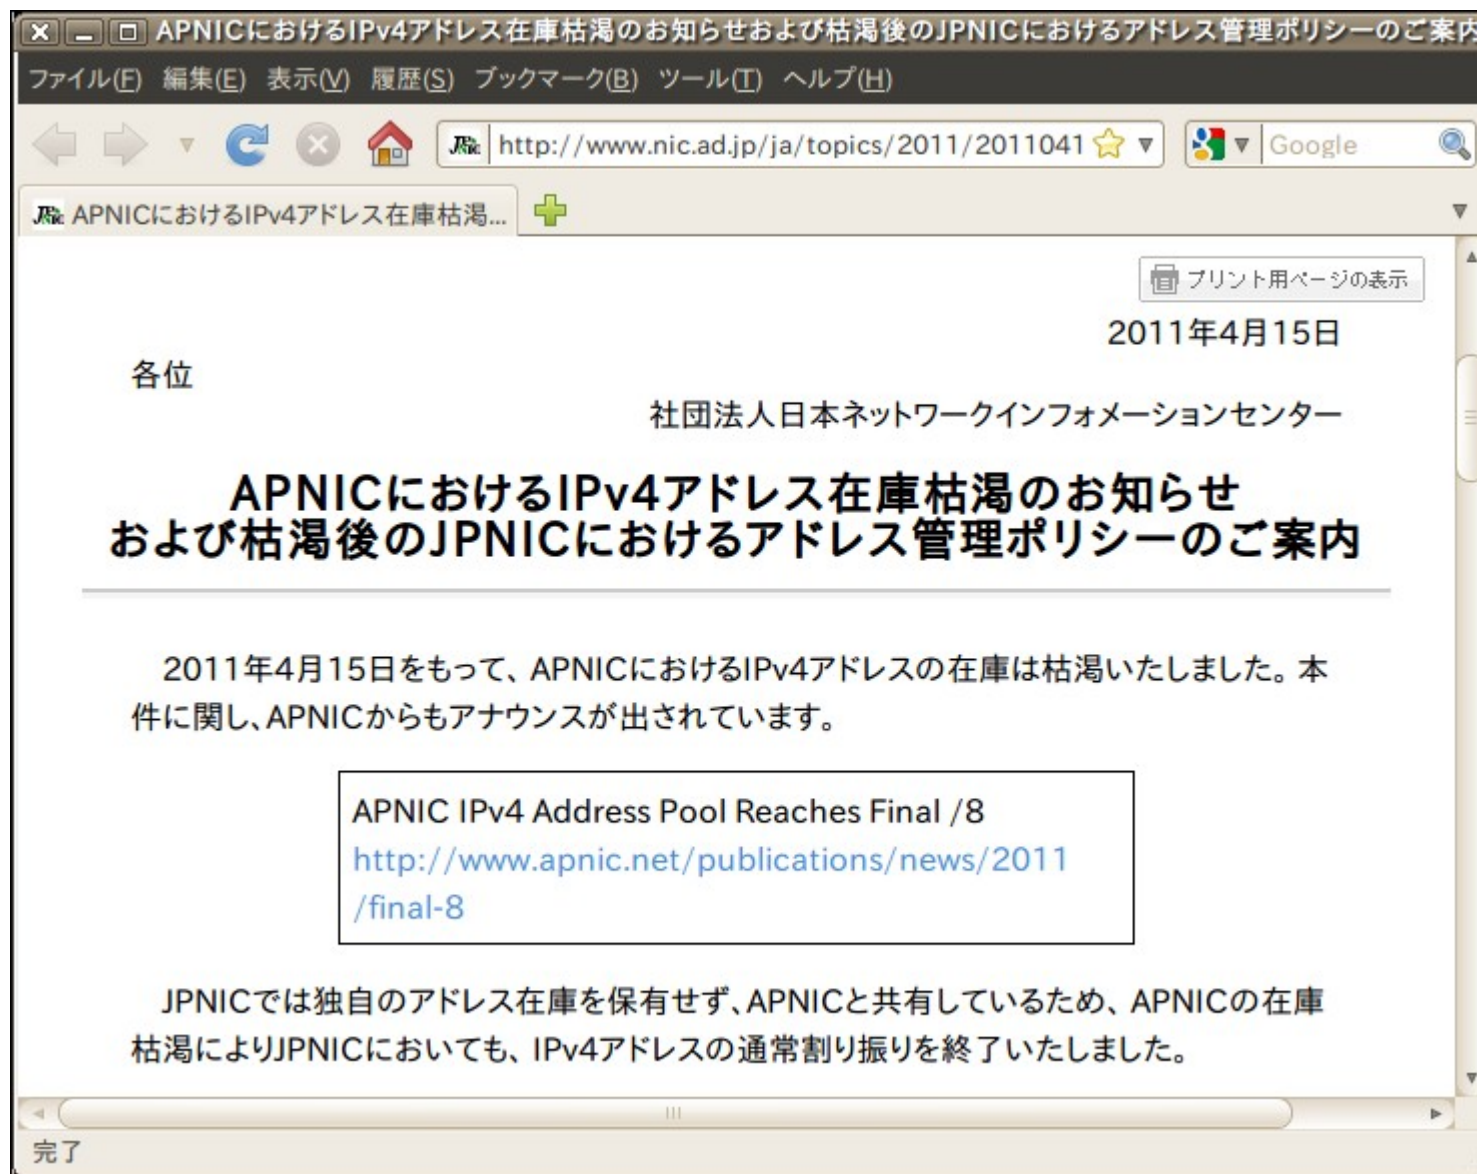 APNICにおけるIPv4アドレス在庫枯渇のお知らせおよび枯渇後のJPNICにおけるアドレス管理ポリシーのご案内
ファイル(F) 編集(E) 表示(V) 履歴(S) ブックマーク(B) ツール(T) ヘルプ(H)
http://www.nic.ad.jp/ja/topics/2011/2011041 Google
APNICにおけるIPv4アドレス在庫枯渇...
プリント用ページの表示
2011年4月15日
各位
社団法人日本ネットワークインフォメーションセンター
APNICにおけるIPv4アドレス在庫枯渇のお知らせ
および枯渇後のJPNICにおけるアドレス管理ポリシーのご案内
2011年4月15日をもって、APNICにおけるIPv4アドレスの在庫は枯渇いたしました。本
件に関し、APNICからもアナウンスが出されています。
APNIC IPv4 Address Pool Reaches Final /8
http://www.apnic.net/publications/news/2011
/final-8
JPNICでは独自のアドレス在庫を保有せず、APNICと共有しているため、APNICの在庫
枯渇によりJPNICにおいても、IPv4アドレスの通常割り振りを終了いたしました。
完了